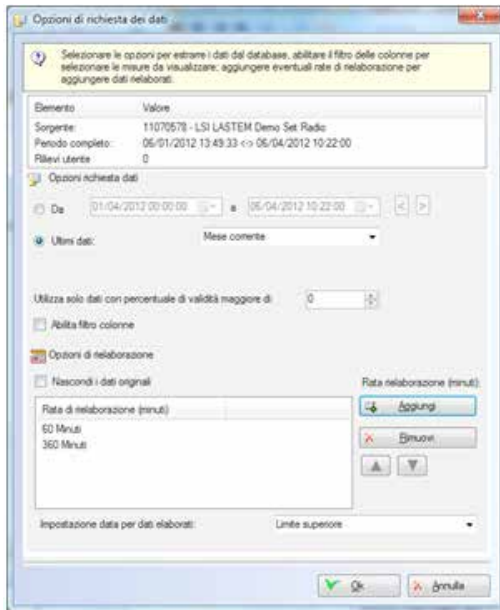 Opzioni di richiesta dei dati
Selezionare le opzioni per estrarre i dati dal database, abilitare il filtro delle colonne per
selezionare le misure da visualizzare; aggiungere eventuali rate di rielaborazione per
aggiungere dati rielaborati.
Elemento Valore
Sorgente: 11070578 - LSI LASTEM Demo Set Radio
Periodo completo: 06/01/2012 13:49:33 <-> 06/04/2012 10:22:00
Rilievi utente 0
Opzioni richiesta dati
Da 01/04/2012 00:00:00 a 06/04/2012 10:22:00 < >
Ultimi dati: Mese corrente
Utilizza solo dati con percentuale di validità maggiore di 0
Abilita filtro colonne
Opzioni di rielaborazione
Nascondi i dati originali
Rata rielaborazione (minuti):
Rata di rielaborazione (minuti)
Aggiungi
60 Minuti
360 Minuti
Rimuovi
Impostazione data per dati elaborati: Limite superiore
Ok Annulla